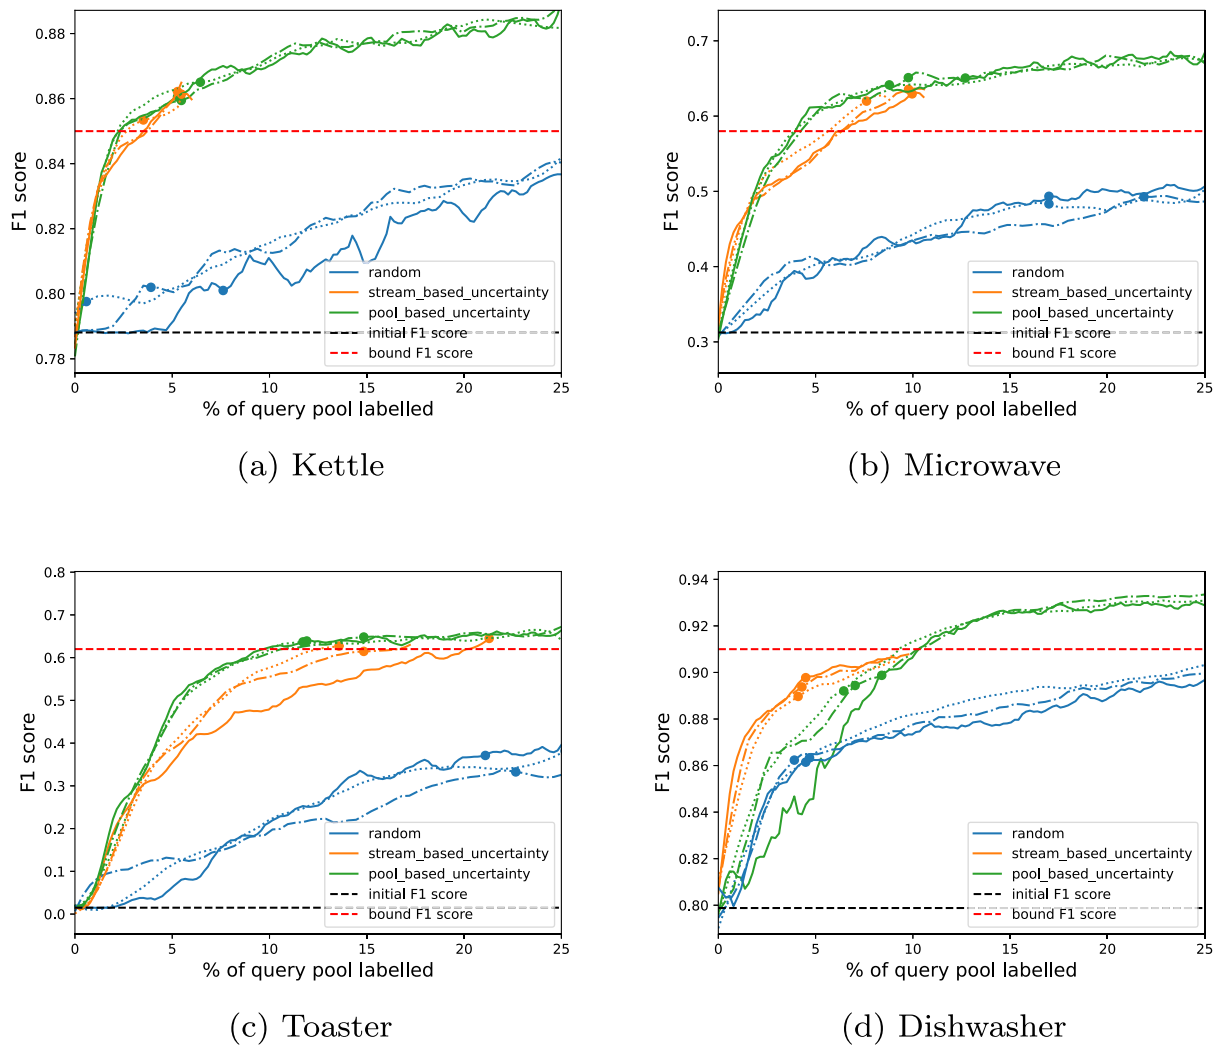 0.88
0.86
0.84
0.82
0.80
0.78
F1 score
random
stream_based_uncertainty
pool_based_uncertainty
initial F1 score
bound F1 score
0 5 10 15 20 25
% of query pool labelled
(a) Kettle
0.7
0.6
0.5
0.4
0.3
F1 score
random
stream_based_uncertainty
pool_based_uncertainty
initial F1 score
bound F1 score
0 5 10 15 20 25
% of query pool labelled
(b) Microwave
0.8
0.7
0.6
0.5
0.4
0.3
0.2
0.1
0.0
F1 score
random
stream_based_uncertainty
pool_based_uncertainty
initial F1 score
bound F1 score
0 5 10 15 20 25
% of query pool labelled
(c) Toaster
0.94
0.92
0.90
0.88
0.86
0.84
0.82
0.80
F1 score
random
stream_based_uncertainty
pool_based_uncertainty
initial F1 score
bound F1 score
0 5 10 15 20 25
% of query pool labelled
(d) Dishwasher